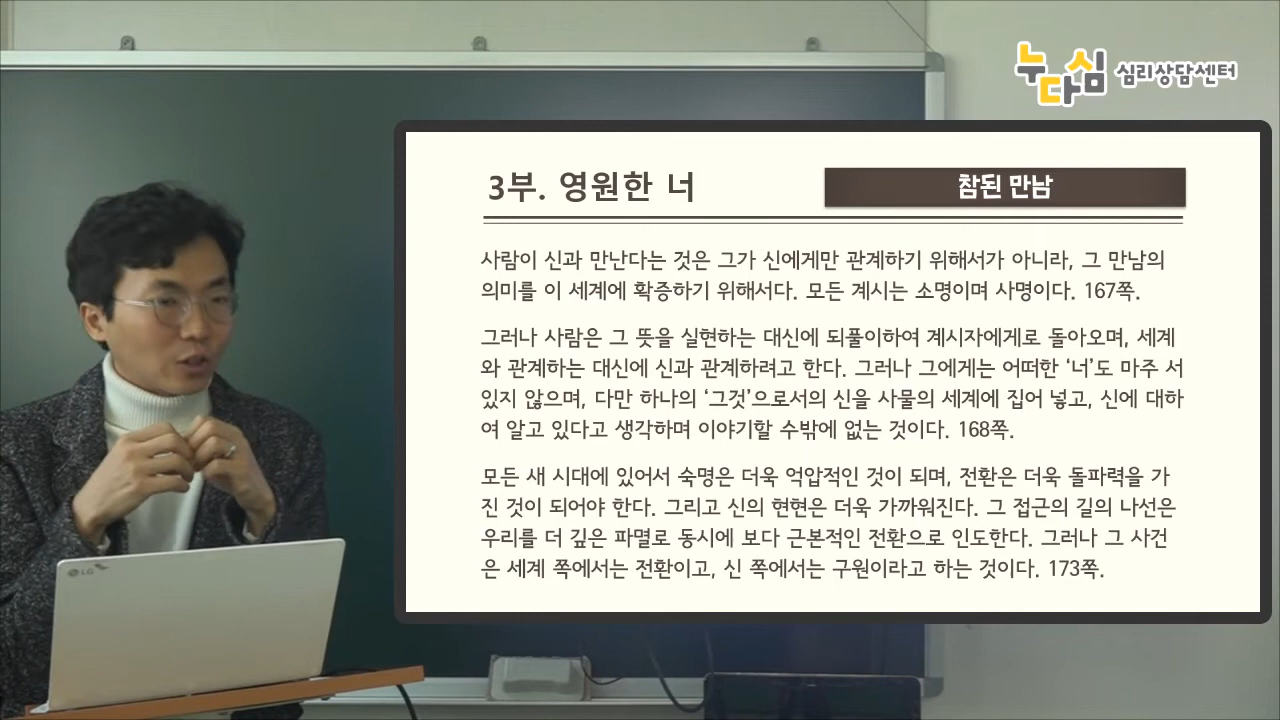 누다심 심리상담센터
3부. 영원한 너
참된 만남
사람이 신과 만난다는 것은 그가 신에게만 관계하기 위해서가 아니라, 그 만남의
의미를 이 세계에 확증하기 위해서다. 모든 계시는 소명이며 사명이다. 167쪽.
그러나 사람은 그 뜻을 실현하는 대신에 되풀이하여 계시자에게로 돌아오며, 세계
와 관계하는 대신에 신과 관계하려고 한다. 그러나 그에게는 어떠한 ‘너’도 마주 서
있지 않으며, 다만 하나의 ‘그것’으로서의 신을 사물의 세계에 집어 넣고, 신에 대하
여 알고 있다고 생각하며 이야기할 수밖에 없는 것이다. 168쪽.
모든 새 시대에 있어서 숙명은 더욱 억압적인 것이 되며, 전환은 더욱 돌파력을 가
진 것이 되어야 한다. 그리고 신의 현현은 더욱 가까워진다. 그 접근의 길의 나선은
우리를 더 깊은 파멸로 동시에 보다 근본적인 전환으로 인도한다. 그러나 그 사건
은 세계 쪽에서는 전환이고, 신 쪽에서는 구원이라고 하는 것이다. 173쪽.
LG